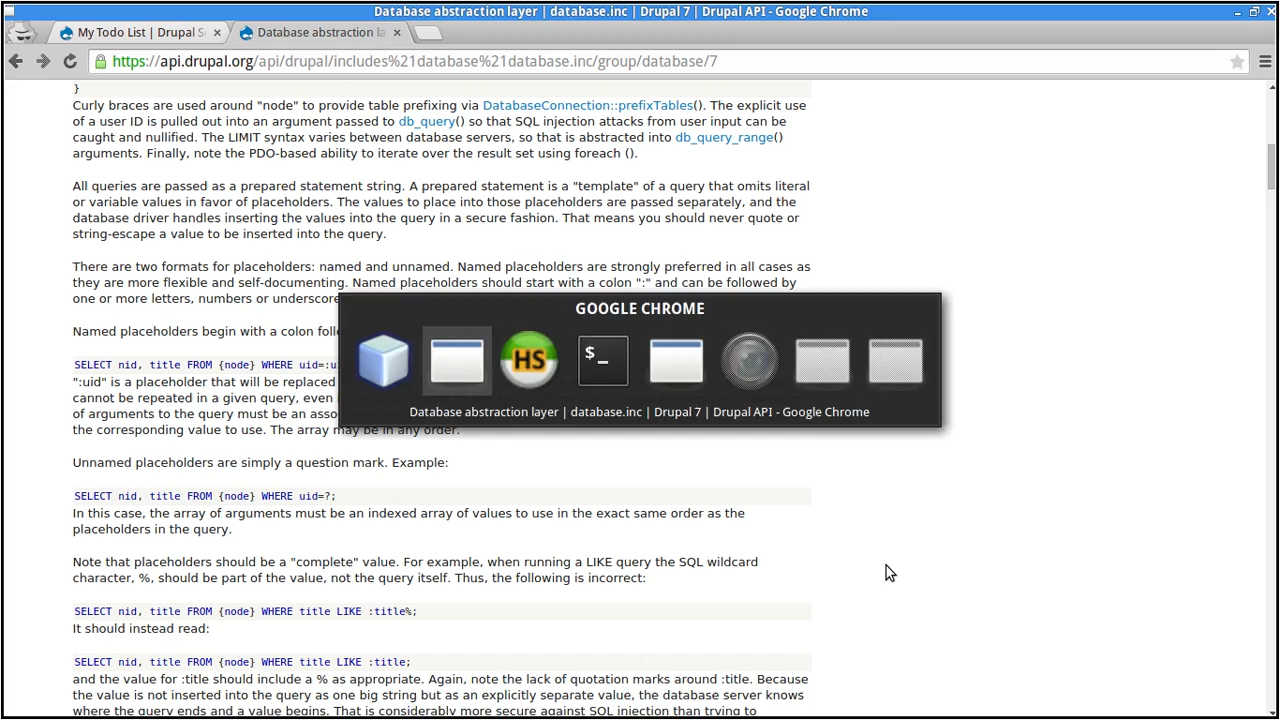 Database abstraction layer | database.inc | Drupal 7 | Drupal API - Google Chrome
My Todo List | Drupal S
Database abstraction la
https://api.drupal.org/api/drupal/includes%21database%21database.inc/group/database/7
}
Curly braces are used around "node" to provide table prefixing via DatabaseConnection::prefixTables(). The explicit use
of a user ID is pulled out into an argument passed to db_query() so that SQL injection attacks from user input can be
caught and nullified. The LIMIT syntax varies between database servers, so that is abstracted into db_query_range()
arguments. Finally, note the PDO-based ability to iterate over the result set using foreach ().
All queries are passed as a prepared statement string. A prepared statement is a "template" of a query that omits literal
or variable values in favor of placeholders. The values to place into those placeholders are passed separately, and the
database driver handles inserting the values into the query in a secure fashion. That means you should never quote or
string-escape a value to be inserted into the query.
There are two formats for placeholders: named and unnamed. Named placeholders are strongly preferred in all cases as
they are more flexible and self-documenting. Named placeholders should start with a colon ":" and can be followed by
one or more letters, numbers or underscore
GOOGLE CHROME
Named placeholders begin with a colon foll
HS
$_
SELECT nid, title FROM {node} WHERE uid=:u
":uid" is a placeholder that will be replaced
cannot be repeated in a given query, even
of arguments to the query must be an asso
Database abstraction layer | database.inc | Drupal 7 | Drupal API - Google Chrome
the corresponding value to use. The array may be in any order.
Unnamed placeholders are simply a question mark. Example:
SELECT nid, title FROM {node} WHERE uid=?;
In this case, the array of arguments must be an indexed array of values to use in the exact same order as the
placeholders in the query.
Note that placeholders should be a "complete" value. For example, when running a LIKE query the SQL wildcard
character, %, should be part of the value, not the query itself. Thus, the following is incorrect:
SELECT nid, title FROM {node} WHERE title LIKE :title%;
It should instead read:
SELECT nid, title FROM {node} WHERE title LIKE :title;
and the value for :title should include a % as appropriate. Again, note the lack of quotation marks around :title. Because
the value is not inserted into the query as one big string but as an explicitly separate value, the database server knows
where the query ends and a value begins. That is considerably more secure against SQL injection than trying to